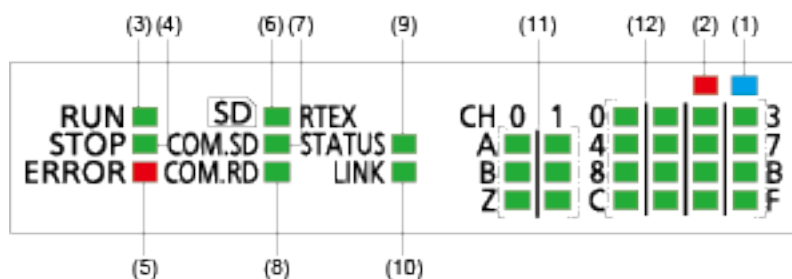 (3) (4) (6) (7) (9) (11) (12) (2) (1)
RUN SD RTEX CH 0 1 0 3
STOP COM.SD STATUS A 4 7
ERROR COM.RD LINK B 8 B
Z C F
(5) (8) (10)